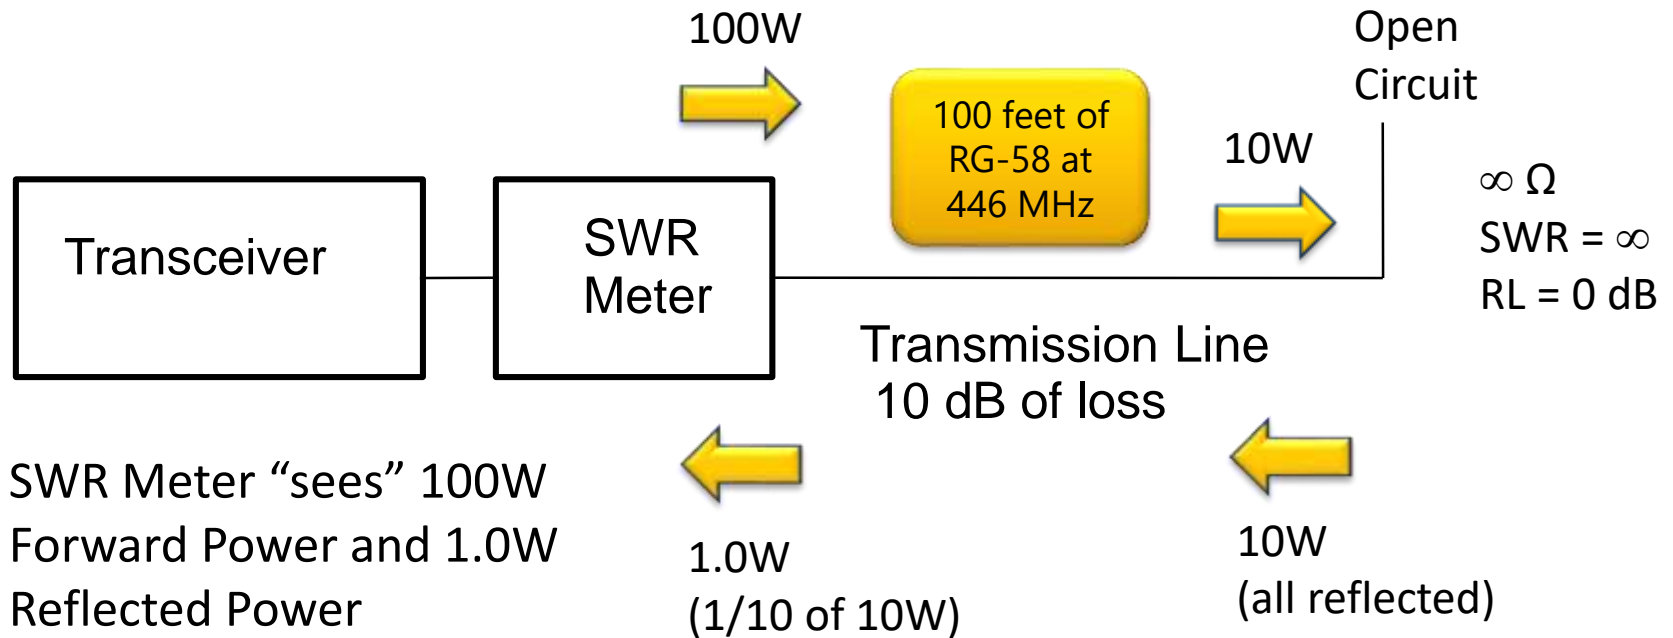 100W
Open
Circuit
100 feet of
RG-58 at
446 MHz
10W
∞ Ω
SWR = ∞
RL = 0 dB
Transceiver
SWR
Meter
Transmission Line
10 dB of loss
SWR Meter “sees” 100W
Forward Power and 1.0W
Reflected Power
1.0W
(1/10 of 10W)
10W
(all reflected)